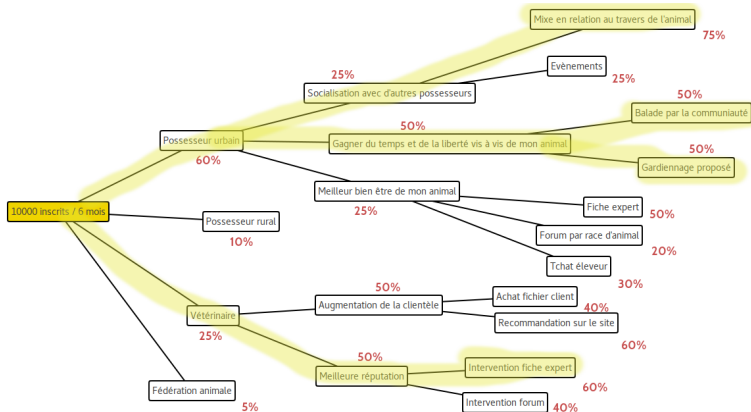 Mixe en relation au travers de l'animal
75%
25%
Evènements
Socialisation avec d'autres possesseurs
25%
50%
Balade par la communiauté
Possesseur urbain
50%
Gagner du temps et de la liberté vis à vis de mon animal
60%
50%
Gardiennage proposé
Meilleur bien être de mon animal
25%
Fiche expert
50%
10000 inscrits / 6 mois
Possesseur rural
10%
Forum par race d'animal
20%
Tchat éleveur
30%
50%
Augmentation de la clientèle
Achat fichier client
40%
Vétérinaire
25%
Recommandation sur le site
60%
50%
Meilleure réputation
Intervention fiche expert
60%
Fédération animale
5%
Intervention forum
40%